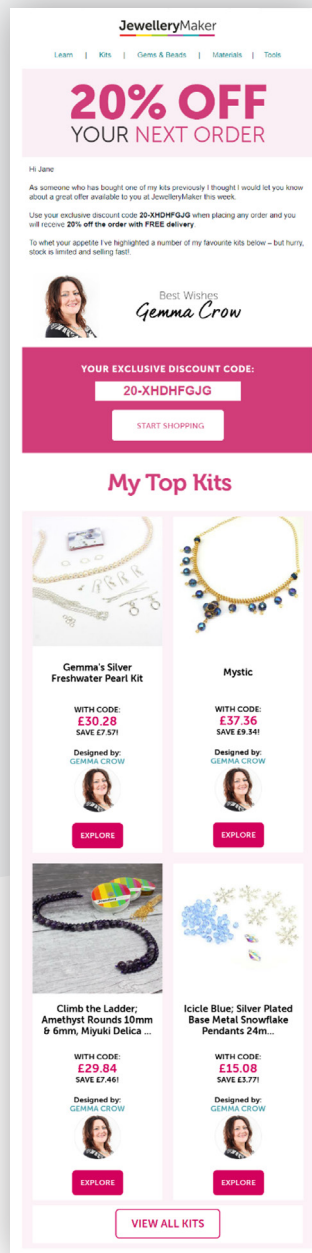 JewelleryMaker
Learn | Kits | Gems & Beads | Materials | Tools
20% OFF
YOUR NEXT ORDER
Hi Jane
As someone who has bought one of my kits previously I thought I would let you know
about a great offer available to you at JewelleryMaker this week.
Use your exclusive discount code 20-XHDHFGJG when placing any order and you
will receive 20% off the order with FREE delivery.
To whet your appetite I've highlighted a number of my favourite kits below – but hurry,
stock is limited and selling fast!
Best Wishes
Gemma Crow
YOUR EXCLUSIVE DISCOUNT CODE:
20-XHDHFGJG
START SHOPPING
My Top Kits
Gemma's Silver
Freshwater Pearl Kit
WITH CODE:
£30.28
SAVE £7.57!
Designed by:
GEMMA CROW
EXPLORE
Mystic
WITH CODE:
£37.36
SAVE £9.34!
Designed by:
GEMMA CROW
EXPLORE
Climb the Ladder;
Amethyst Rounds 10mm
& 6mm, Miyuki Delica ...
WITH CODE:
£29.84
SAVE £7.46!
Designed by:
GEMMA CROW
EXPLORE
Icicle Blue; Silver Plated
Base Metal Snowflake
Pendants 24m...
WITH CODE:
£15.08
SAVE £3.77!
Designed by:
GEMMA CROW
EXPLORE
VIEW ALL KITS